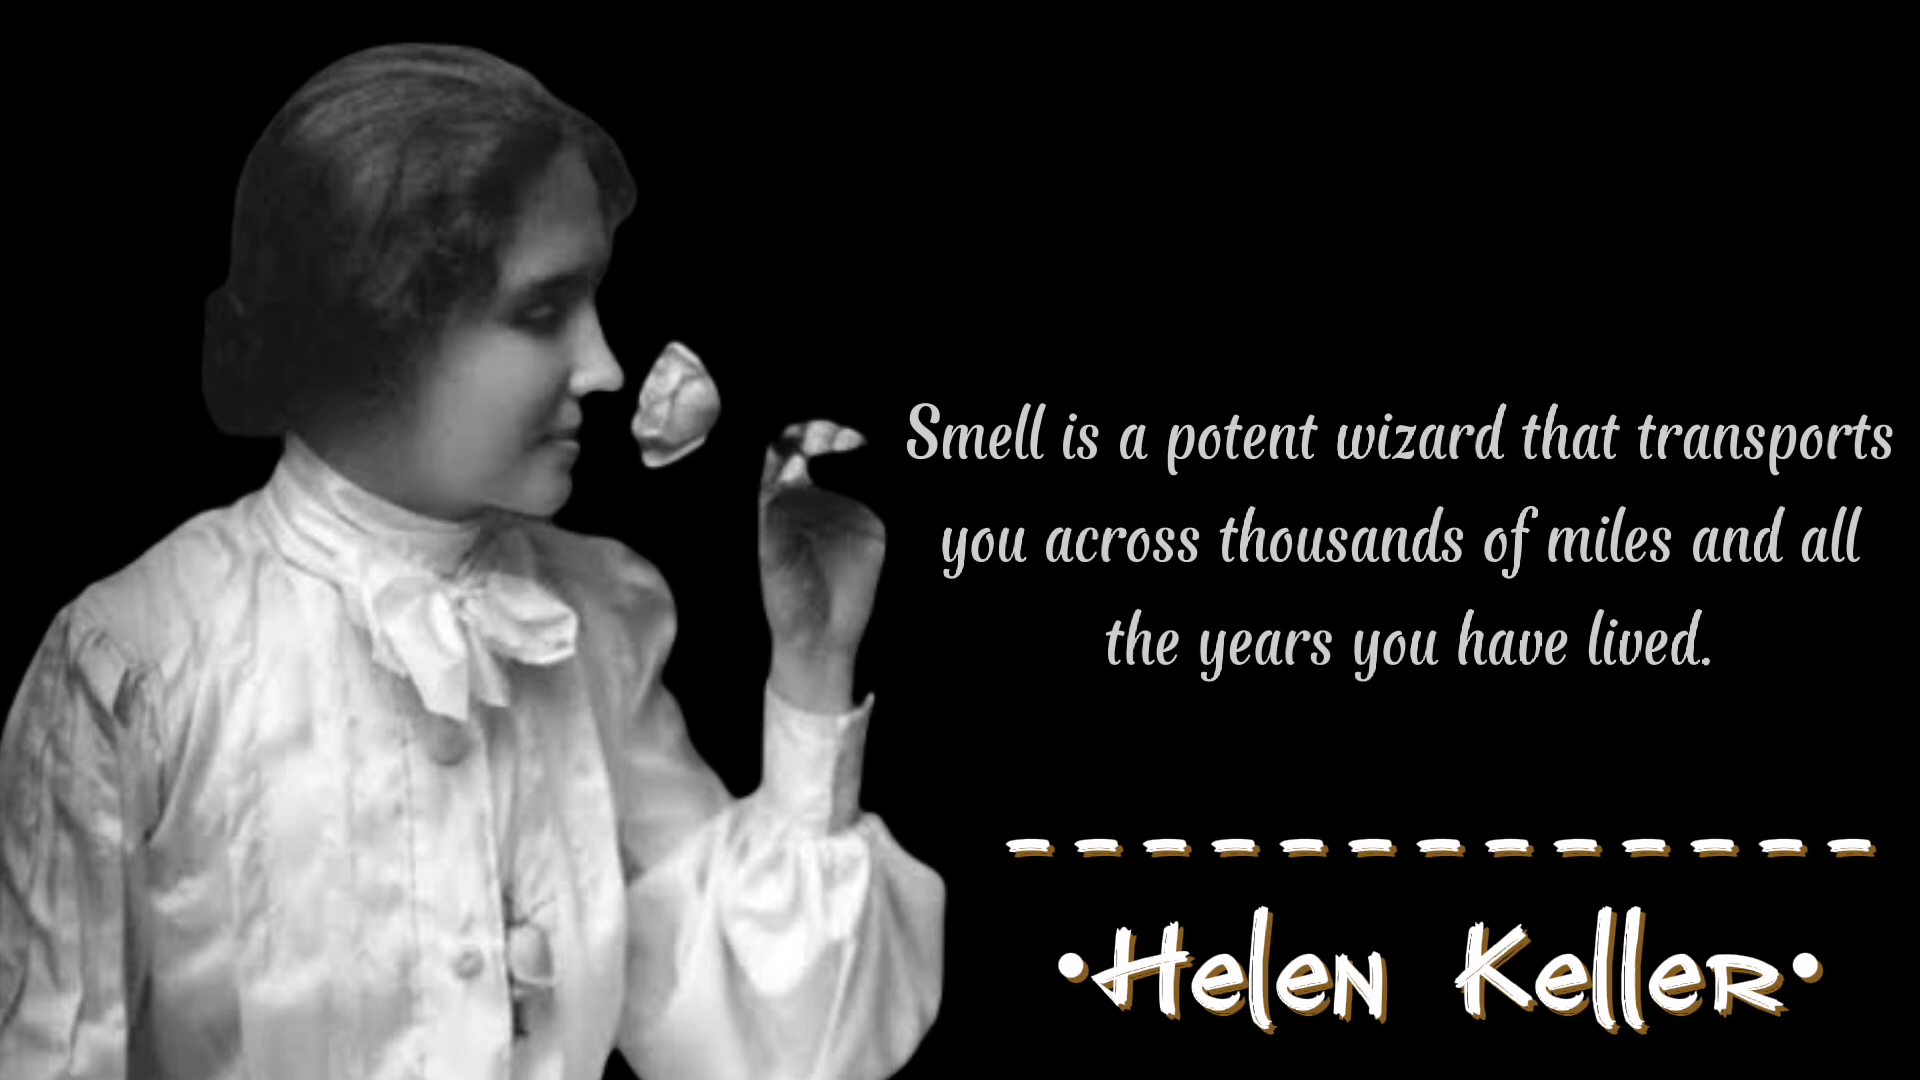 Smell is a potent wizard that transports
you across thousands of miles and all
the years you have lived.
•Helen Keller•